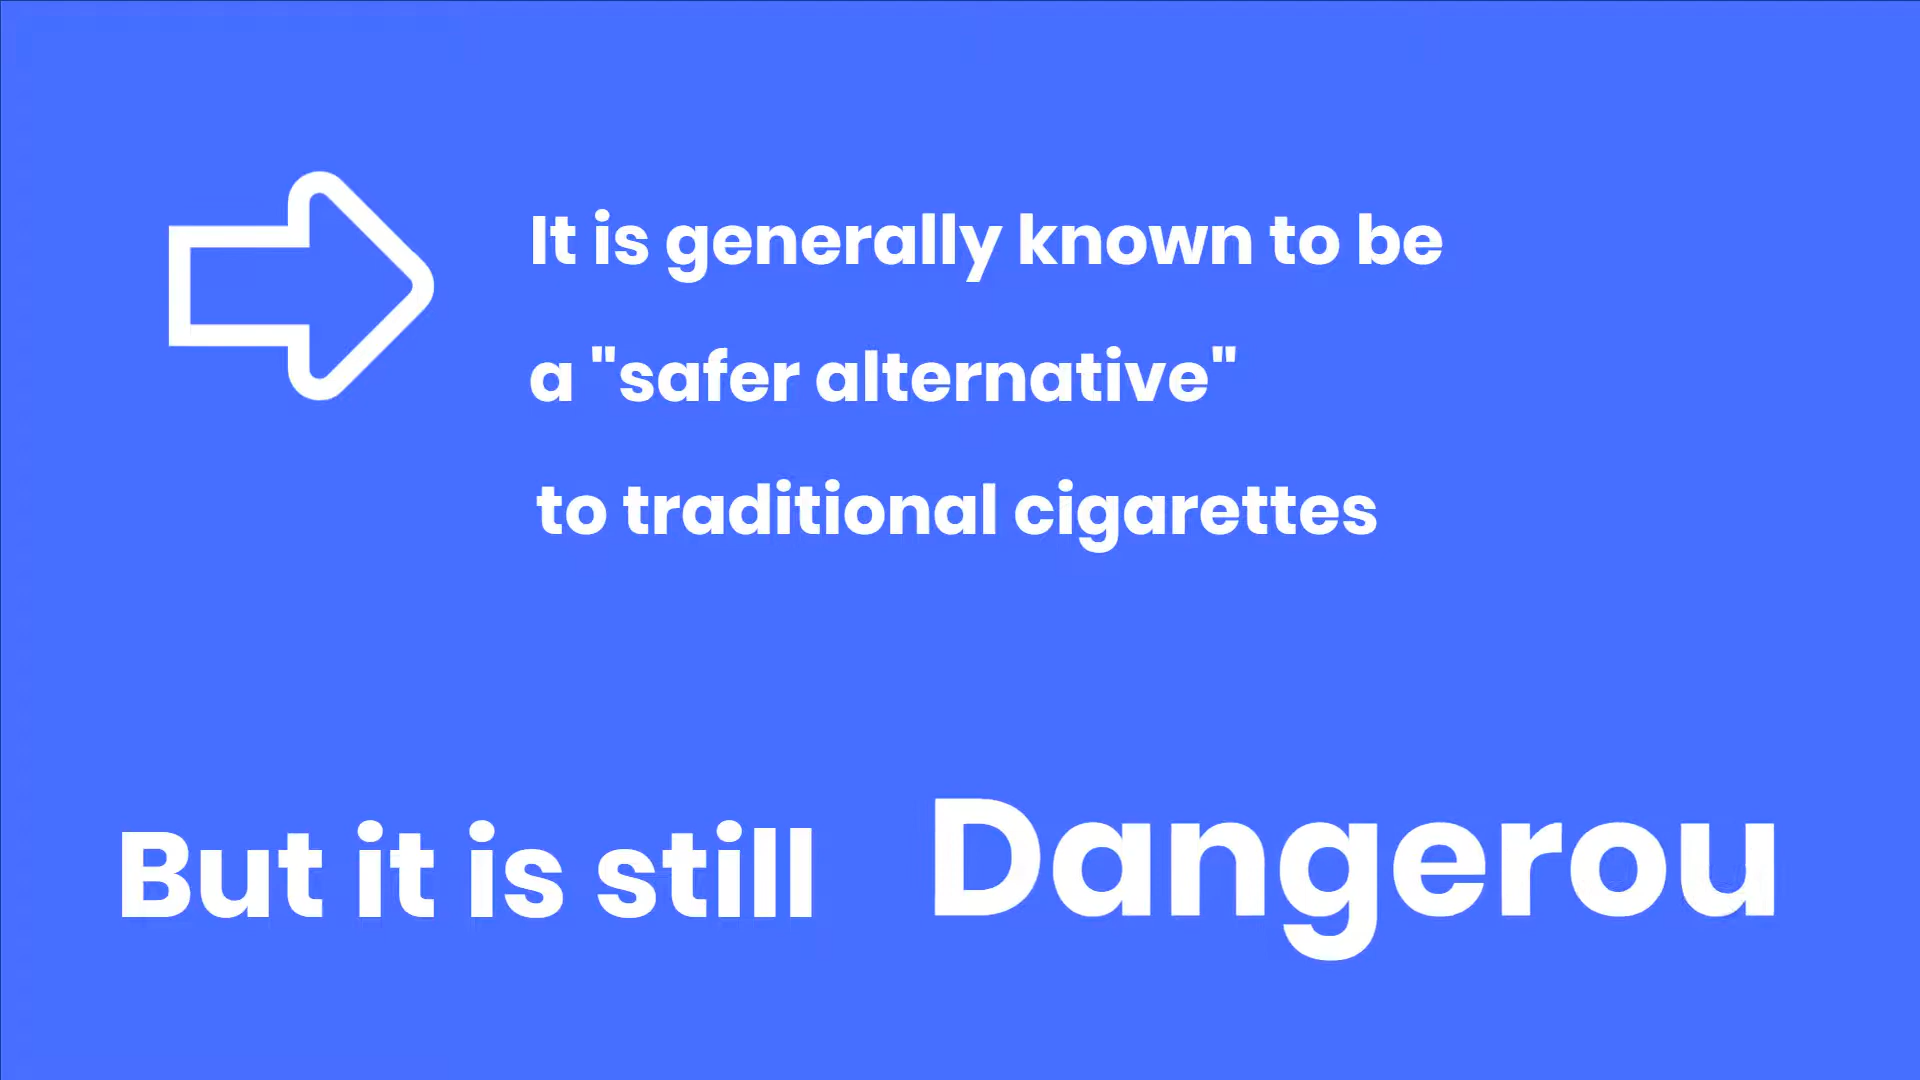 It is generally known to be
a "safer alternative"
to traditional cigarettes
But it is still Dangerou